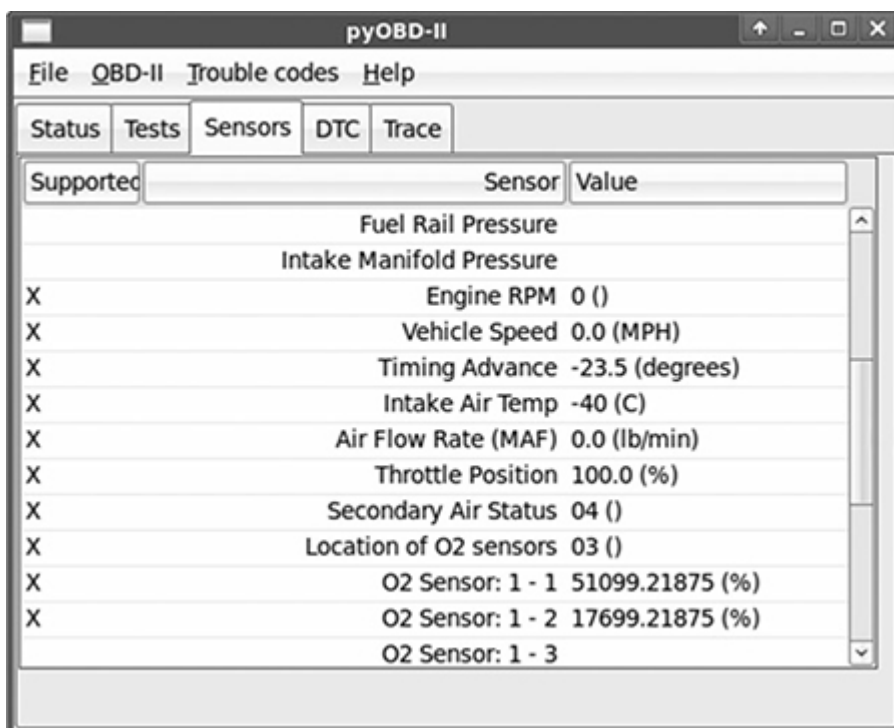 pyOBD-II
File OBD-II Trouble codes Help
Status Tests Sensors DTC Trace
Supported Sensor Value
Fuel Rail Pressure
Intake Manifold Pressure
X Engine RPM 0 ()
X Vehicle Speed 0.0 (MPH)
X Timing Advance -23.5 (degrees)
X Intake Air Temp -40 (C)
X Air Flow Rate (MAF) 0.0 (lb/min)
X Throttle Position 100.0 (%)
X Secondary Air Status 04 ()
X Location of O2 sensors 03 ()
X O2 Sensor: 1 - 1 51099.21875 (%)
X O2 Sensor: 1 - 2 17699.21875 (%)
O2 Sensor: 1 - 3